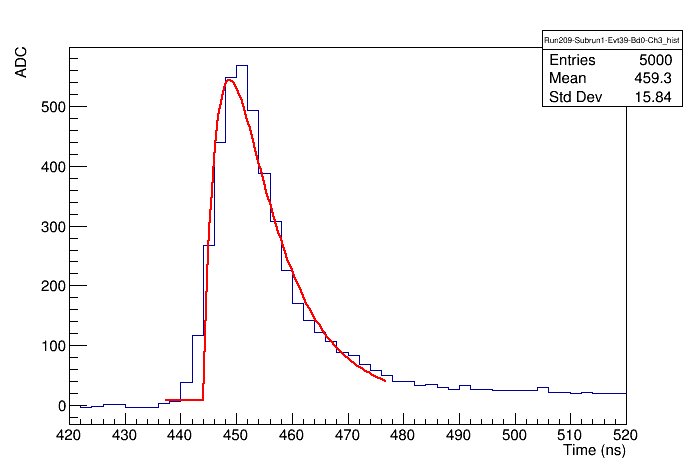 Run209-Subrun1-Evt39-Bd0-Ch3_hist
Entries 5000
Mean 459.3
Std Dev 15.84
ADC
500
400
300
200
100
0
420 430 440 450 460 470 480 490 500 510 520
Time (ns)